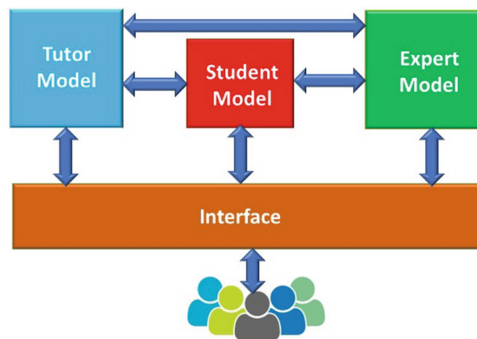 Tutor
Model
Student
Model
Expert
Model
Interface